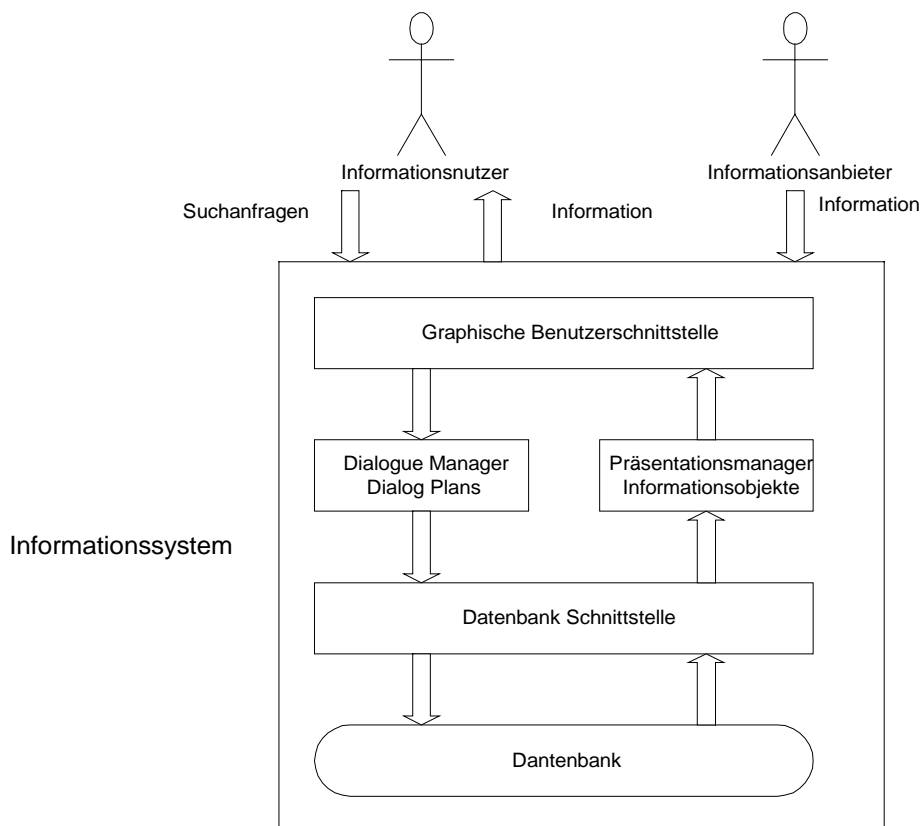 Informationsnutzer
Informationsanbieter
Suchanfragen
Information
Information
Graphische Benutzerschnittstelle
Dialogue Manager
Dialog Plans
Präsentationsmanager
Informationsobjekte
Informationssystem
Datenbank Schnittstelle
Dantenbank